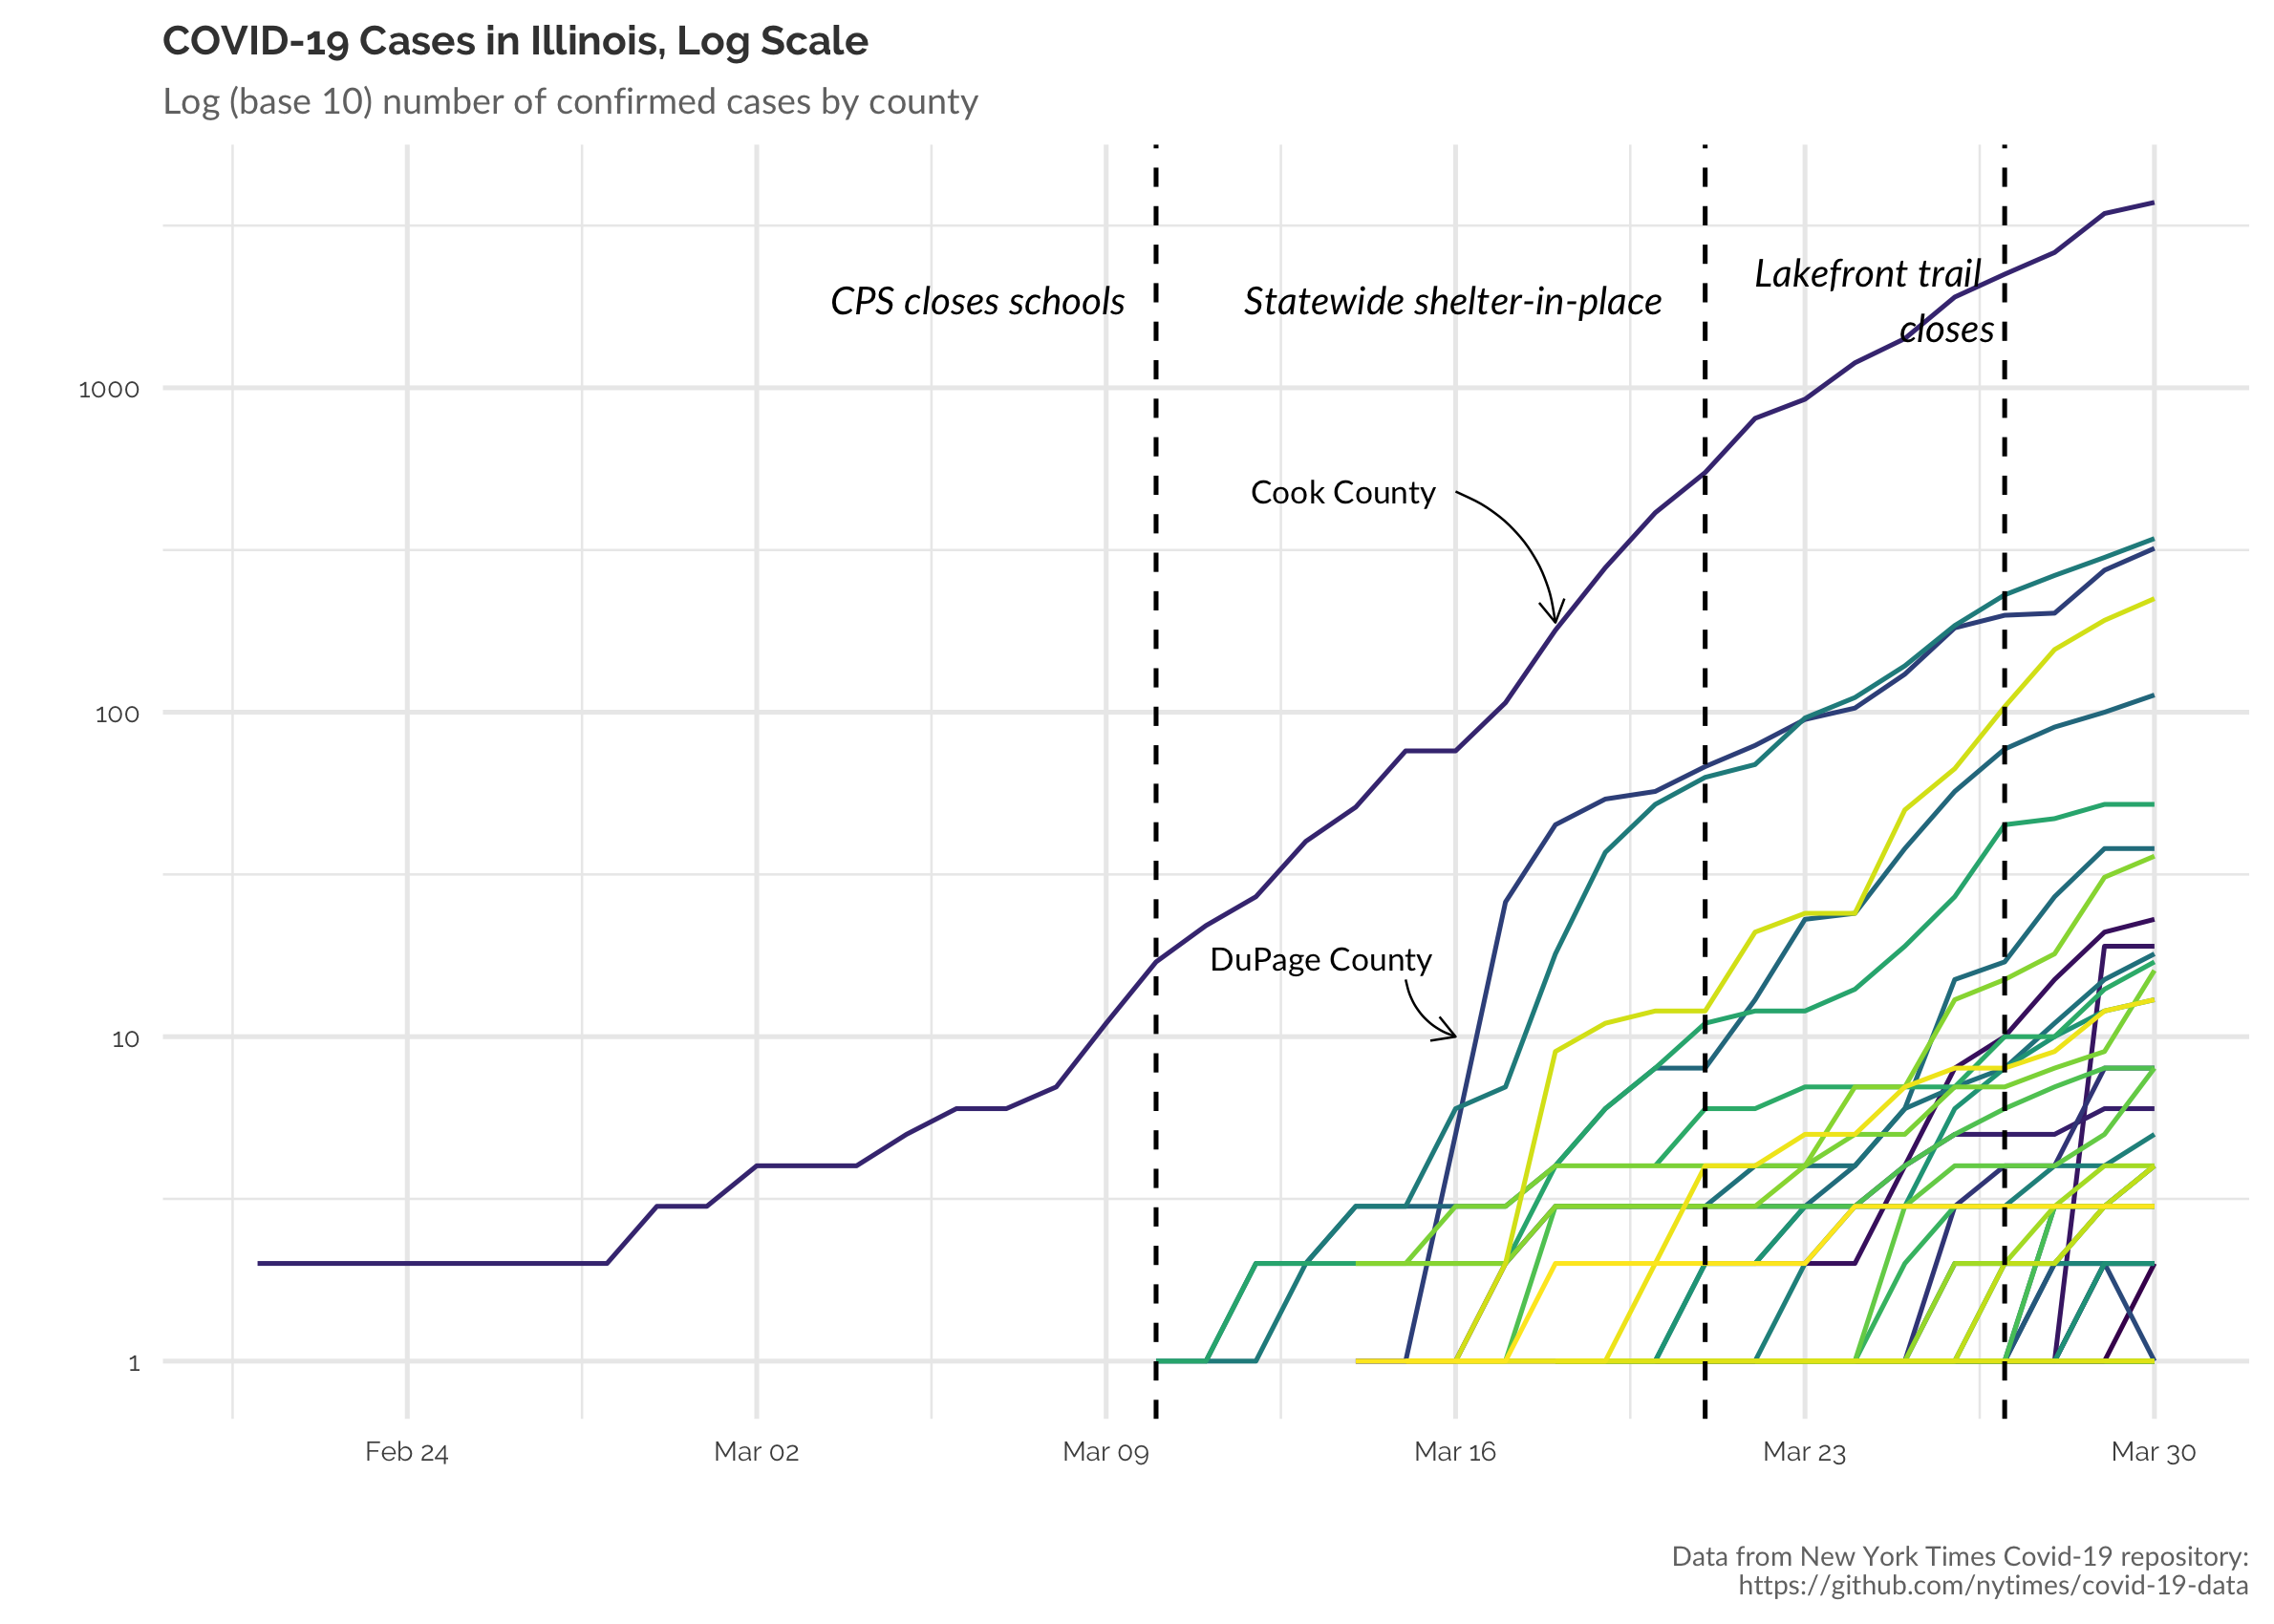 COVID-19 Cases in Illinois, Log Scale
Log (base 10) number of confirmed cases by county
CPS closes schools
Statewide shelter-in-place
Lakefront trail
closes
1000
Cook County
100
DuPage County
10
1
Feb 24
Mar 02
Mar 09
Mar 16
Mar 23
Mar 30
Data from New York Times Covid-19 repository:
https://github.com/nytimes/covid-19-data